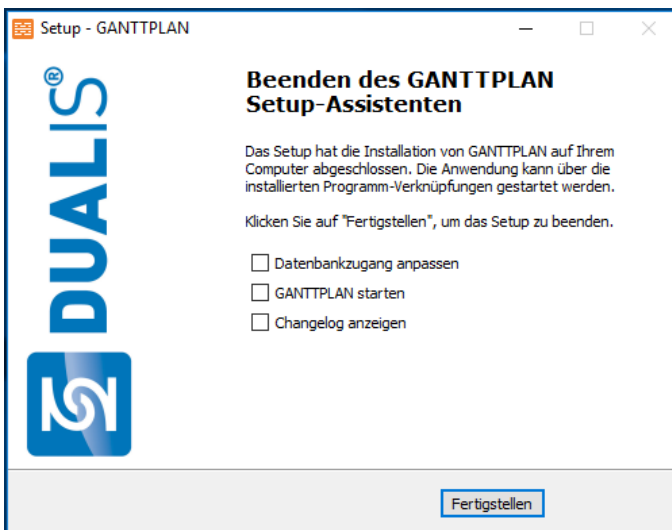 Setup - GANTTPLAN
DUALIS®
Beenden des GANTTPLAN
Setup-Assistenten
Das Setup hat die Installation von GANTTPLAN auf Ihrem
Computer abgeschlossen. Die Anwendung kann über die
installierten Programm-Verknüpfungen gestartet werden.
Klicken Sie auf "Fertigstellen", um das Setup zu beenden.
Datenbankzugang anpassen
GANTTPLAN starten
Changelog anzeigen
Fertigstellen